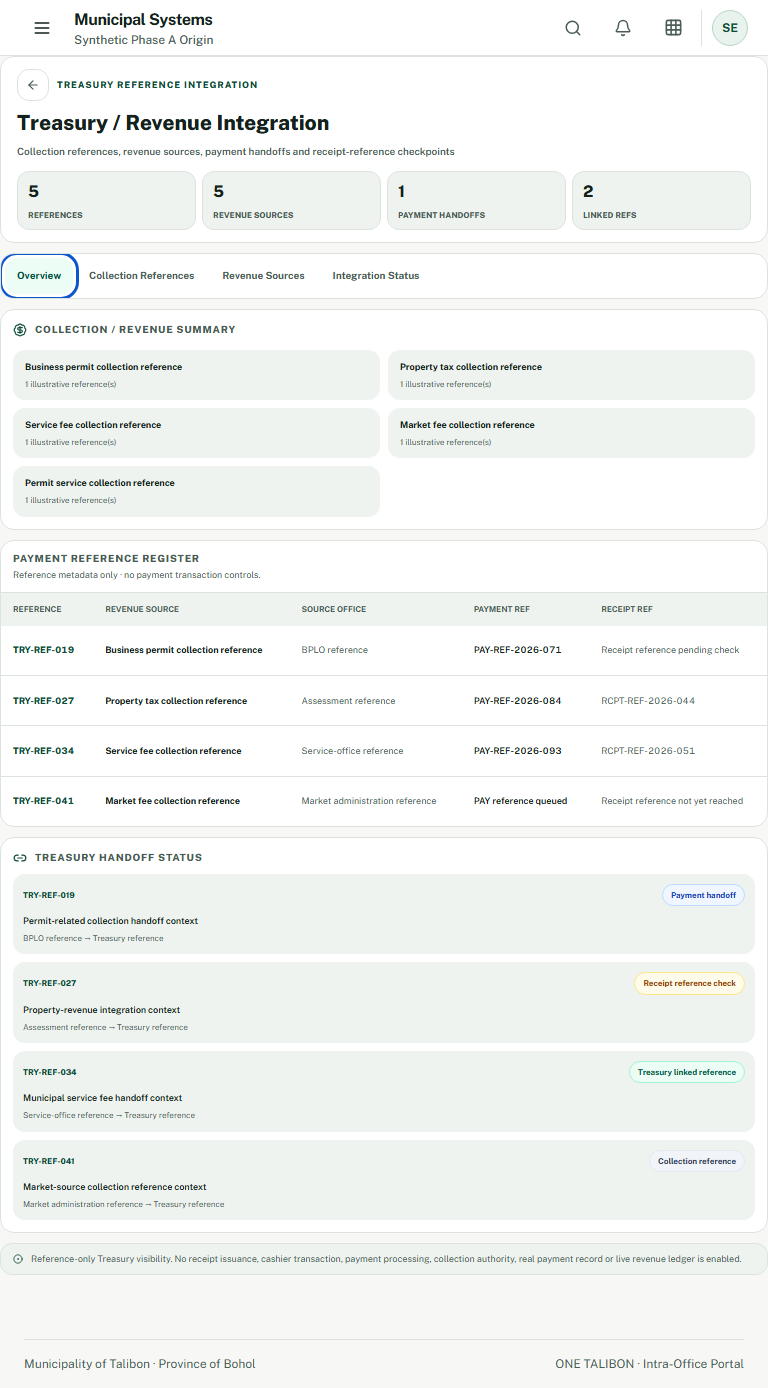 Municipal Systems
Synthetic Phase A Origin
SE
TREASURY REFERENCE INTEGRATION
Treasury / Revenue Integration
Collection references, revenue sources, payment handoffs and receipt-reference checkpoints
5
REFERENCES
5
REVENUE SOURCES
1
PAYMENT HANDOFFS
2
LINKED REFS
Overview Collection References Revenue Sources Integration Status
COLLECTION / REVENUE SUMMARY
Business permit collection reference
1 illustrative reference(s)
Property tax collection reference
1 illustrative reference(s)
Service fee collection reference
1 illustrative reference(s)
Market fee collection reference
1 illustrative reference(s)
Permit service collection reference
1 illustrative reference(s)
PAYMENT REFERENCE REGISTER
Reference metadata only · no payment transaction controls.
REFERENCE REVENUE SOURCE SOURCE OFFICE PAYMENT REF RECEIPT REF
TRY-REF-019 Business permit collection reference BPLO reference PAY-REF-2026-071 Receipt reference pending check
TRY-REF-027 Property tax collection reference Assessment reference PAY-REF-2026-084 RCPT-REF-2026-044
TRY-REF-034 Service fee collection reference Service-office reference PAY-REF-2026-093 RCPT-REF-2026-051
TRY-REF-041 Market fee collection reference Market administration reference PAY reference queued Receipt reference not yet reached
TREASURY HANDOFF STATUS
TRY-REF-019 Payment handoff
Permit-related collection handoff context
BPLO reference → Treasury reference
TRY-REF-027 Receipt reference check
Property-revenue integration context
Assessment reference → Treasury reference
TRY-REF-034 Treasury linked reference
Municipal service fee handoff context
Service-office reference → Treasury reference
TRY-REF-041 Collection reference
Market-source collection reference context
Market administration reference → Treasury reference
Reference-only Treasury visibility. No receipt issuance, cashier transaction, payment processing, collection authority, real payment record or live revenue ledger is enabled.
Municipality of Talibon · Province of Bohol ONE TALIBON · Intra-Office Portal